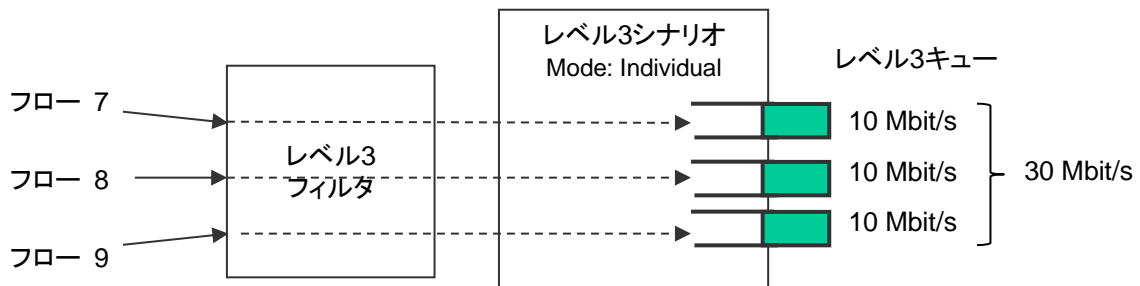 レベル3シナリオ
Mode: Individual
レベル3キュー
フロー 7
フロー 8
フロー 9
レベル3
フィルタ
10 Mbit/s
10 Mbit/s
10 Mbit/s
30 Mbit/s